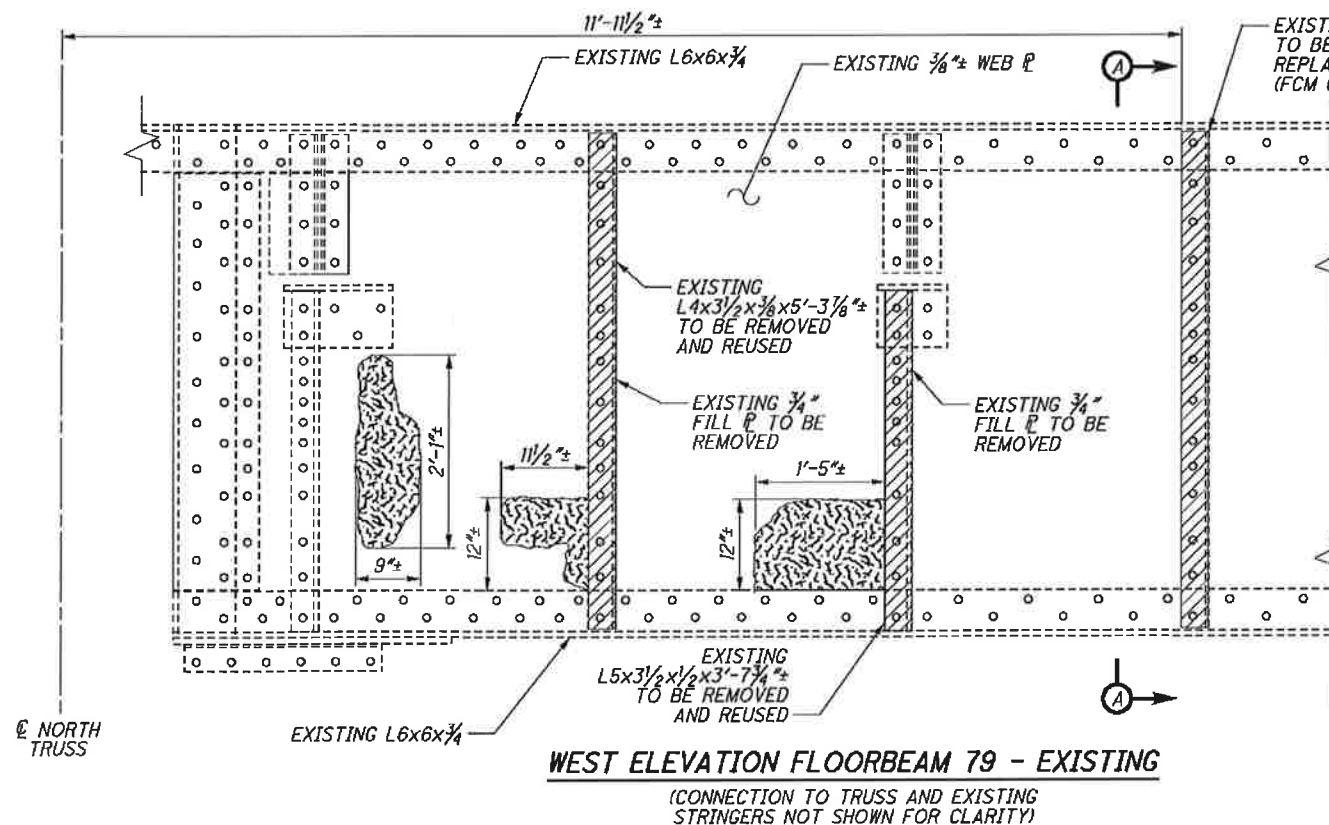 11'-11½"±
EXISTING L6x6x¾
EXISTING ⅜"± WEB ℄
A
TO BE
(FCM
EXISTING
L4x3½x⅜x5'-3⅞"±
TO BE REMOVED
AND REUSED
EXISTING ¾"
FILL ℄ TO BE
REMOVED
EXISTING ¾"
FILL ℄ TO BE
REMOVED
2'-1"±
9"±
11½"±
12"±
1'-5"±
12"±
EXISTING
L5x3½x½x3'-7¾"±
TO BE REMOVED
AND REUSED
A
EXISTING L6x6x¾
℄ NORTH
TRUSS
WEST ELEVATION FLOORBEAM 79 - EXISTING
(CONNECTION TO TRUSS AND EXISTING
STRINGERS NOT SHOWN FOR CLARITY)